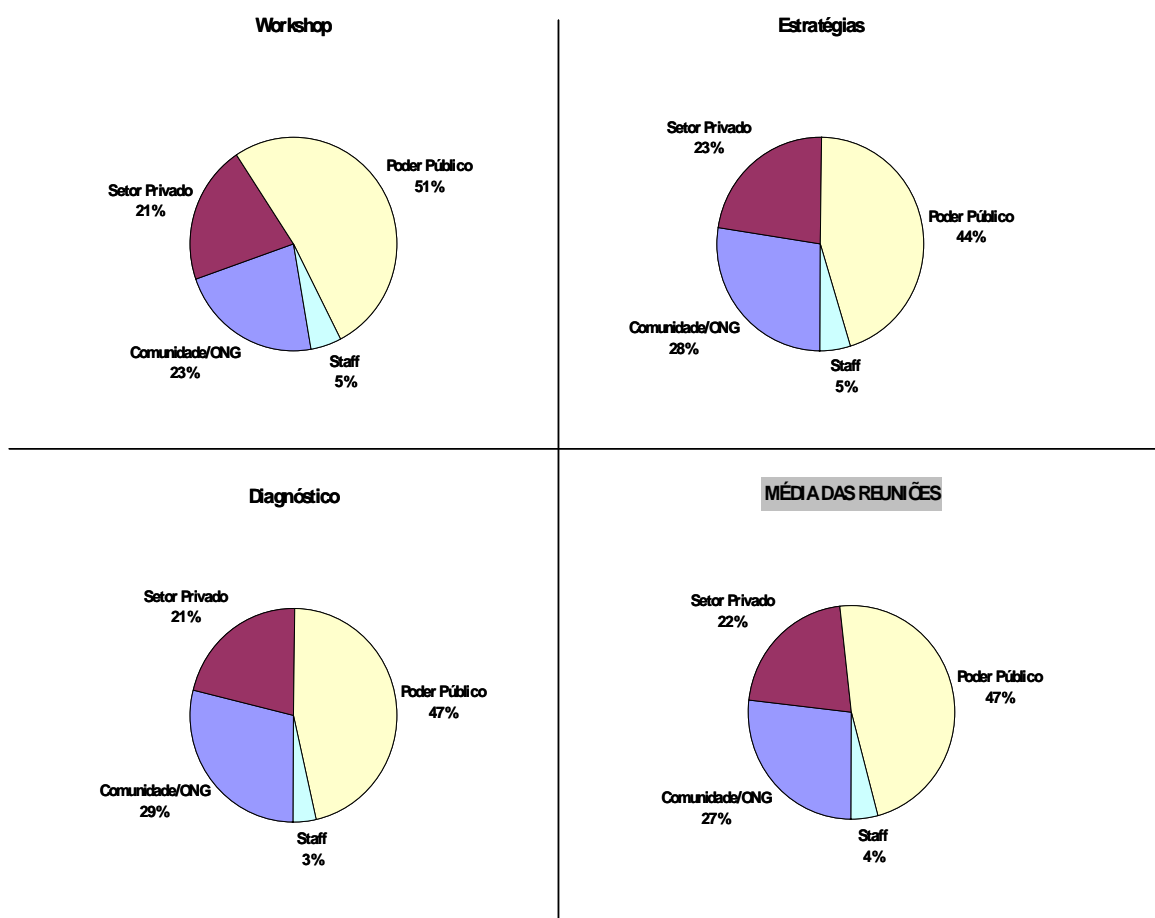 Workshop
Poder Público
51%
Setor Privado
21%
Comunidade/ONG
23%
Staff
5%
Estratégias
Setor Privado
23%
Poder Público
44%
Comunidade/ONG
28%
Staff
5%
Diagnóstico
Setor Privado
21%
Poder Público
47%
Comunidade/ONG
29%
Staff
3%
MÉDIA DAS REUNIÕES
Setor Privado
22%
Poder Público
47%
Comunidade/ONG
27%
Staff
4%